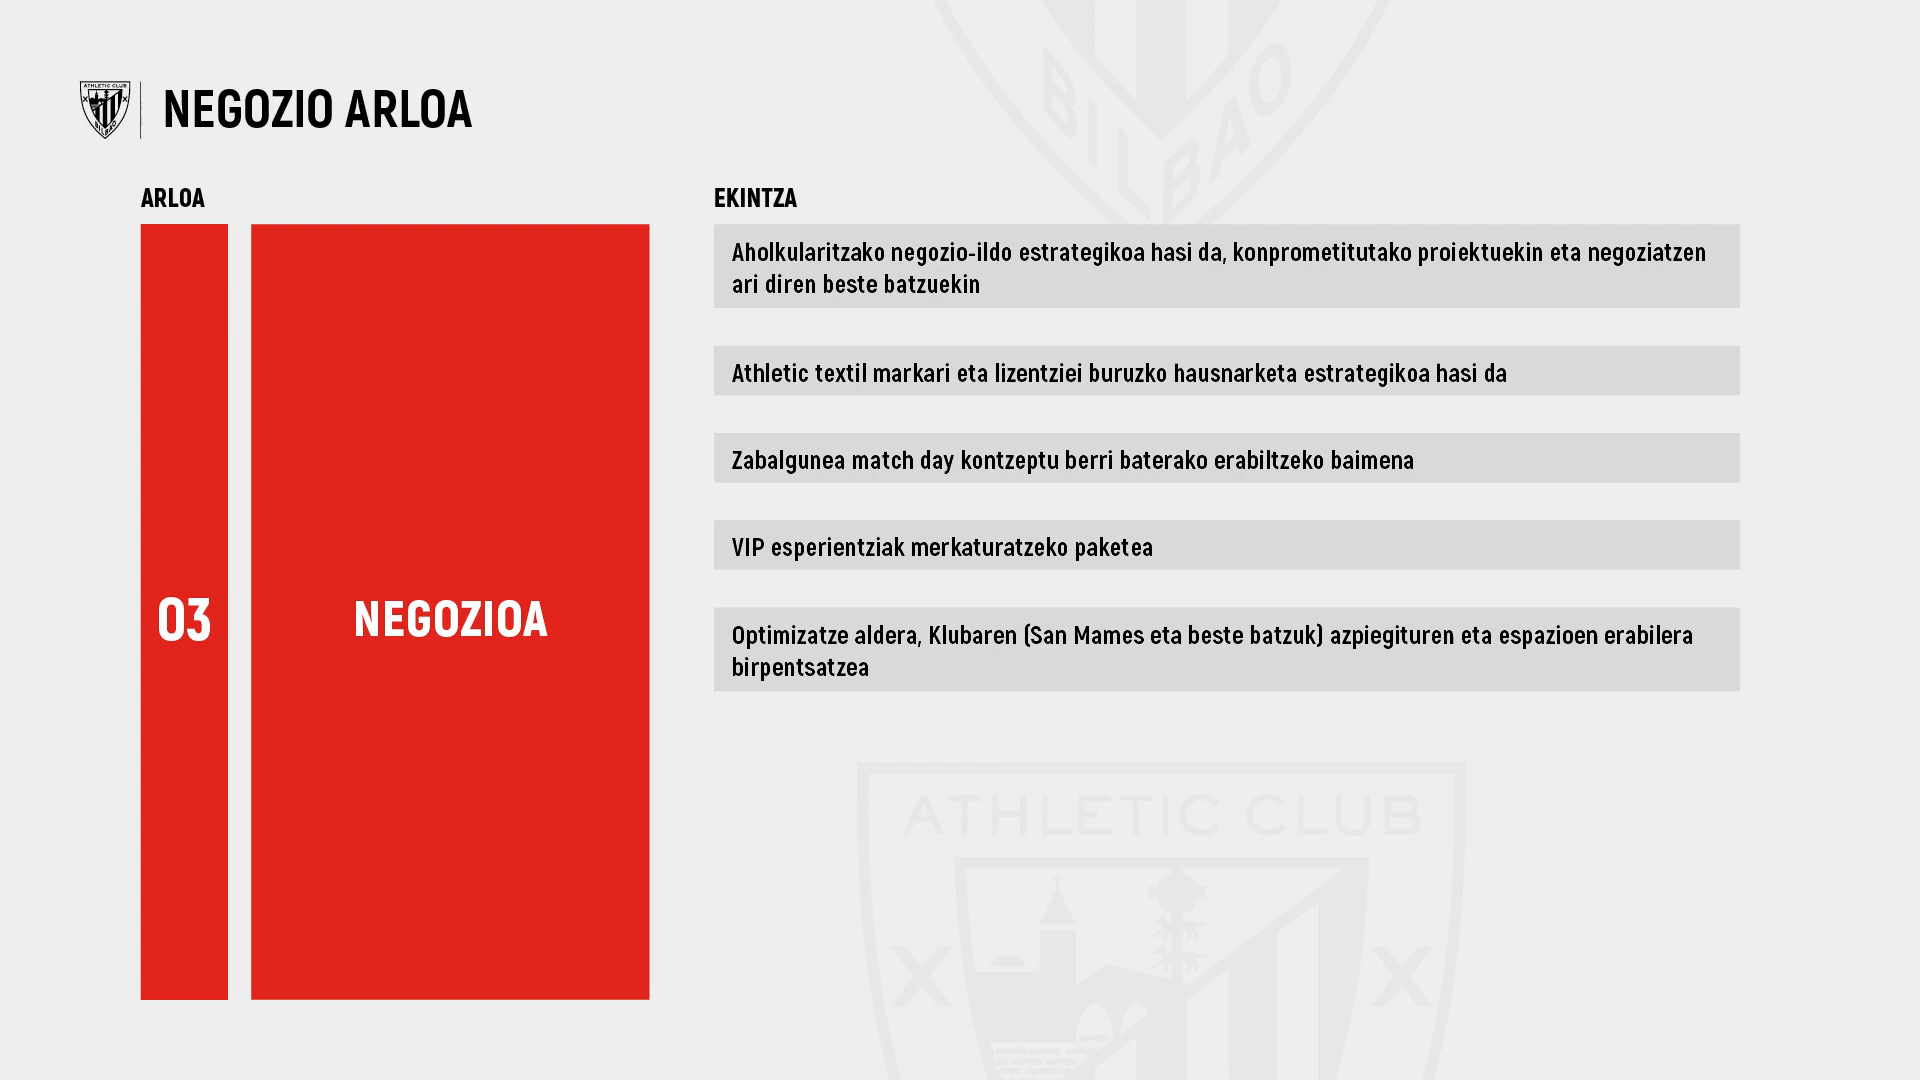 ATHLETIC CLUB
BILBAO
NEGOZIO ARLOA
BILBAO
ARLOA
EKINTZA
03
NEGOZIOA
Aholkularitzako negozio-ildo estrategikoa hasi da, konprometitutako proiektuekin eta negoziatzen
ari diren beste batzuekin
Athletic textil markari eta lizentziei buruzko hausnarketa estrategikoa hasi da
Zabalgunea match day kontzeptu berri baterako erabiltzeko baimena
VIP esperientziak merkaturatzeko paketea
Optimizatze aldera, Klubaren (San Mames eta beste batzuk) azpiegituren eta espazioen erabilera
birpentsatzea
ATHLETIC CLUB